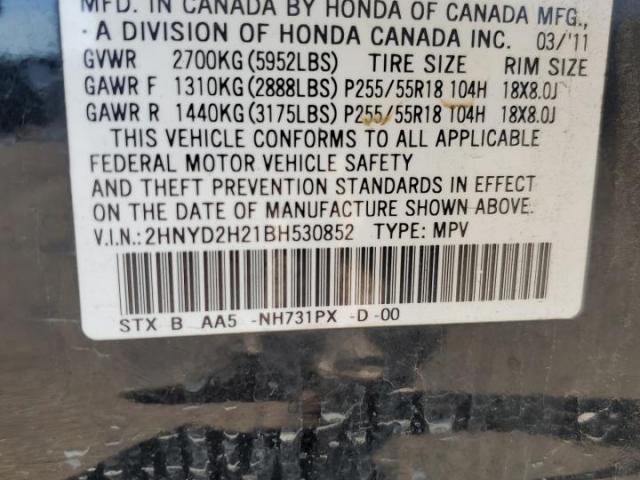 MFD. IN CANADA BY HONDA OF CANADA MFG.,
· A DIVISION OF HONDA CANADA INC. 03/'11
GVWR 2700KG(5952LBS) TIRE SIZE RIM SIZE
GAWR F 1310KG(2888LBS) P255/55R18 104H 18X8.0J
GAWR R 1440KG(3175LBS) P255/55R18 104H 18X8.0J
THIS VEHICLE CONFORMS TO ALL APPLICABLE
FEDERAL MOTOR VEHICLE SAFETY
AND THEFT PREVENTION STANDARDS IN EFFECT
ON THE DATE OF MANUFACTURE SHOWN ABOVE.
V.I.N.:2HNYD2H21BH530852 TYPE: MPV
STX B AA5 -NH731PX -D -00